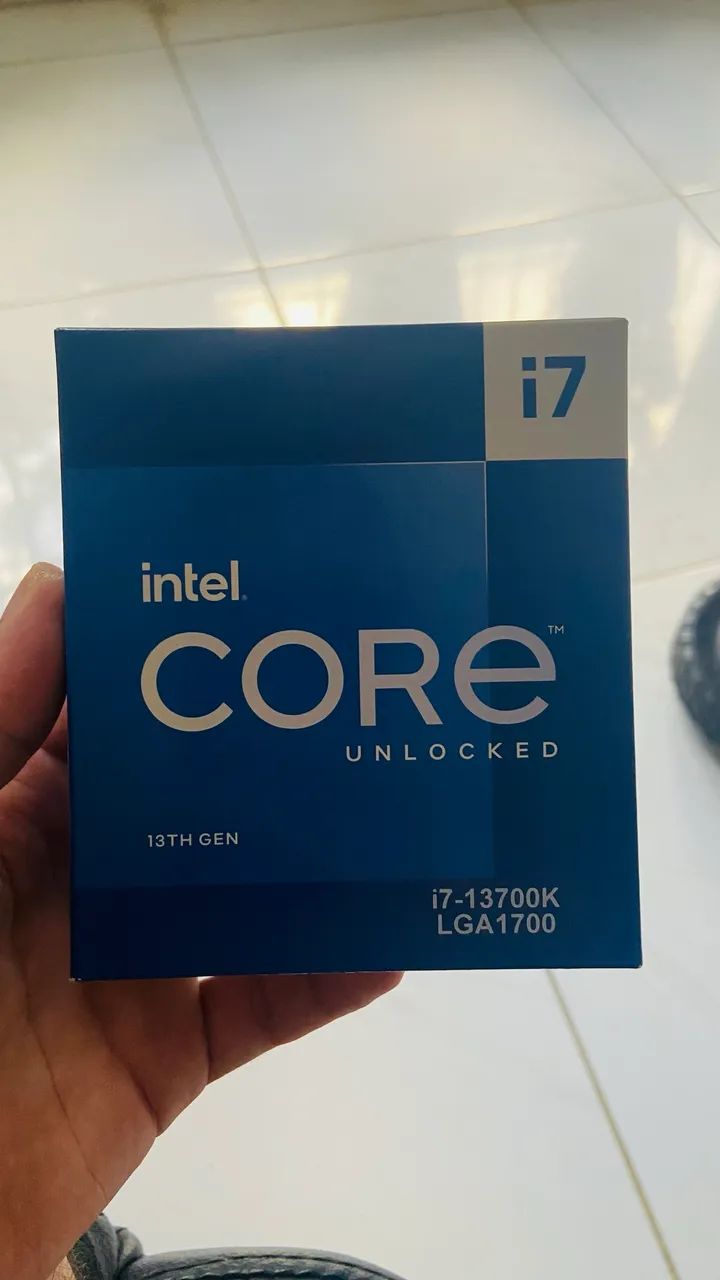 i7
intel.
CORE™
UNLOCKED
13TH GEN
i7-13700K
LGA1700